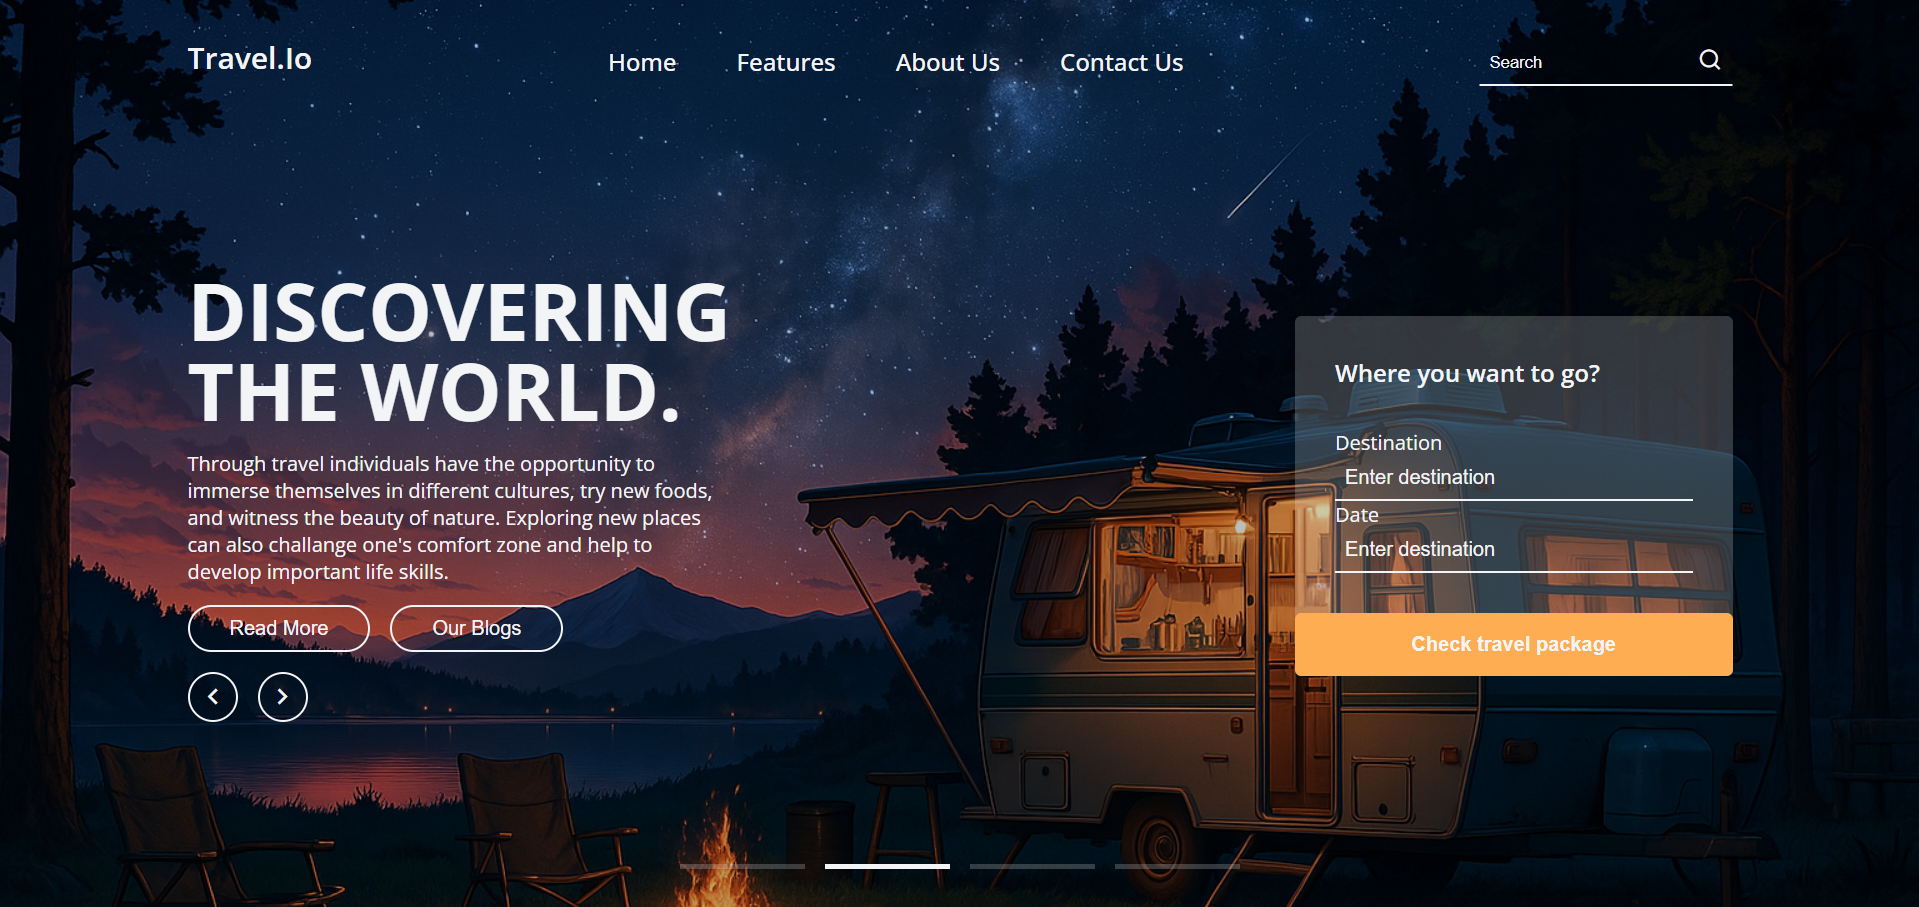 Travel.Io
Home
Features
About Us
Contact Us
Search
DISCOVERING
THE WORLD.
Through travel individuals have the opportunity to
immerse themselves in different cultures, try new foods,
and witness the beauty of nature. Exploring new places
can also challange one's comfort zone and help to
develop important life skills.
Read More
Our Blogs
Where you want to go?
Destination
Enter destination
Date
Enter destination
Check travel package